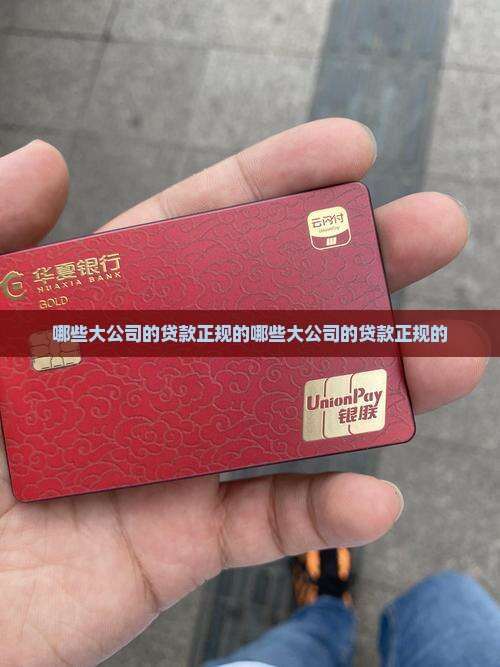 云闪付
UnionPay
华夏银行
HUAXIA BANK
GOLD
哪些大公司的贷款正规的哪些大公司的贷款正规的
UnionPay
银联